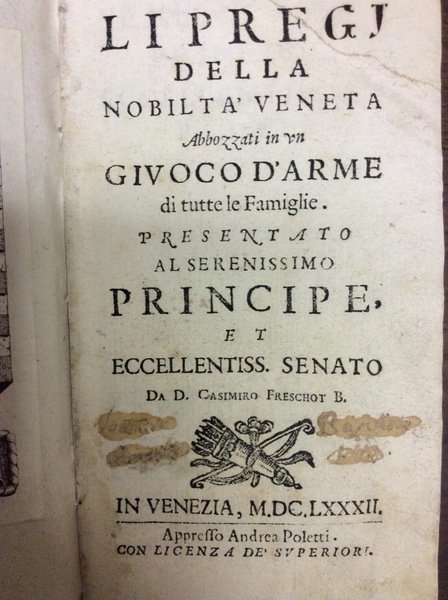 LI PREGJ
DELLA
NOBILTA' VENETA
Abbozzati in vn
GIVOCO D'ARME
di tutte le Famiglie.
PRESENTATO
AL SERENISSIMO
PRINCIPE,
ET
ECCELLENTISS. SENATO
DA D. CASIMIRO FRESCHOT B.
IN VENEZIA, M.DC.LXXXII.
Appresso Andrea Poletti.
CON LICENZA DE' SVPERIORI.